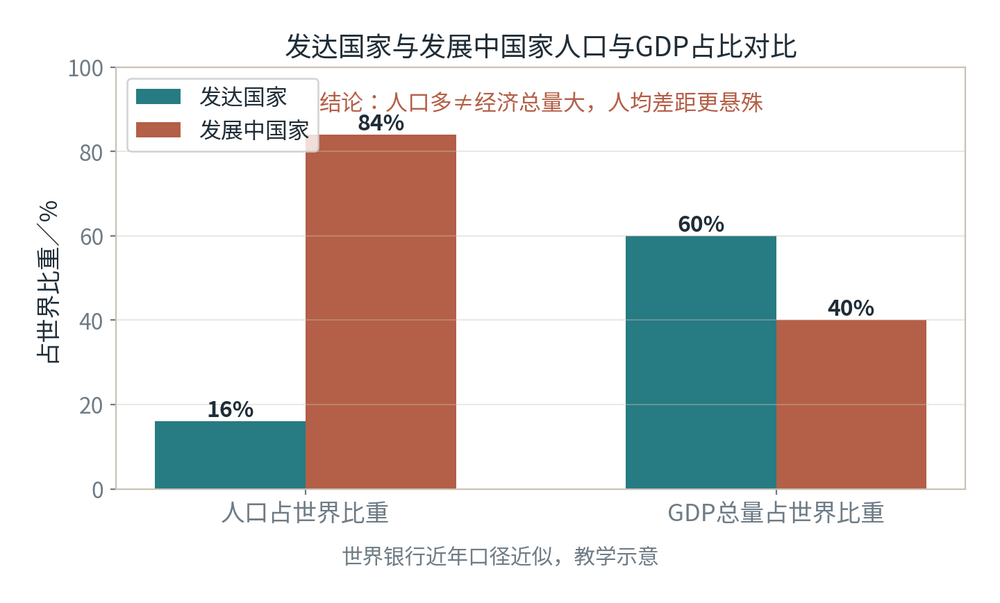 发达国家与发展中国家人口与GDP占比对比
占世界比重／%
100
80
60
40
20
0
发达国家
发展中国家
结论：人口多≠经济总量大，人均差距更悬殊
16%
84%
60%
40%
人口占世界比重
GDP总量占世界比重
世界银行近年口径近似，教学示意